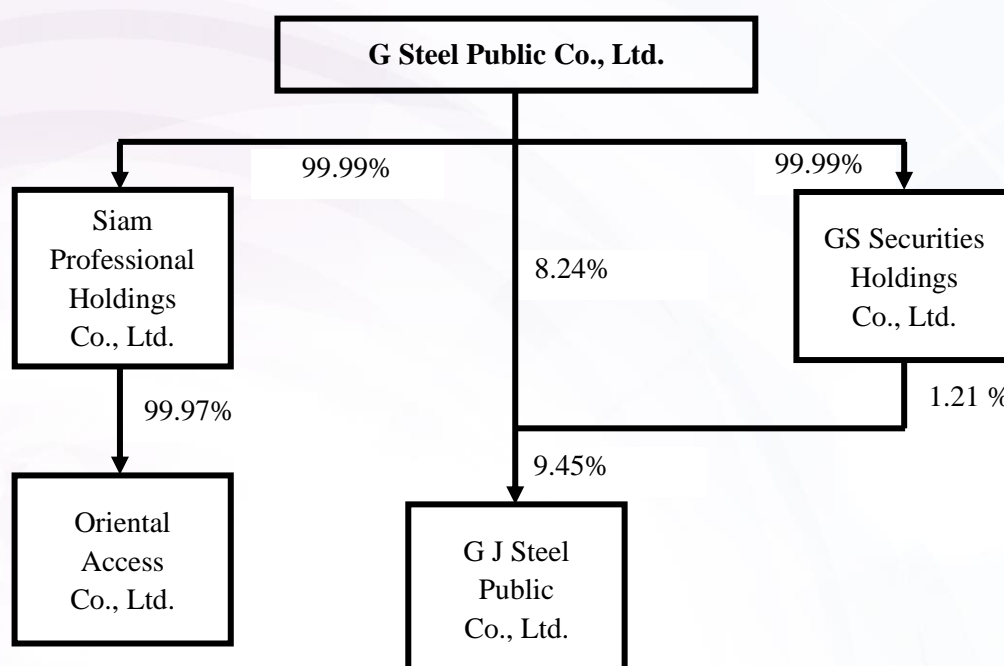 G Steel Public Co., Ltd.
99.99%
99.99%
Siam
Professional
Holdings
Co., Ltd.
8.24%
GS Securities
Holdings
Co., Ltd.
99.97%
1.21 %
9.45%
Oriental
Access
Co., Ltd.
G J Steel
Public
Co., Ltd.